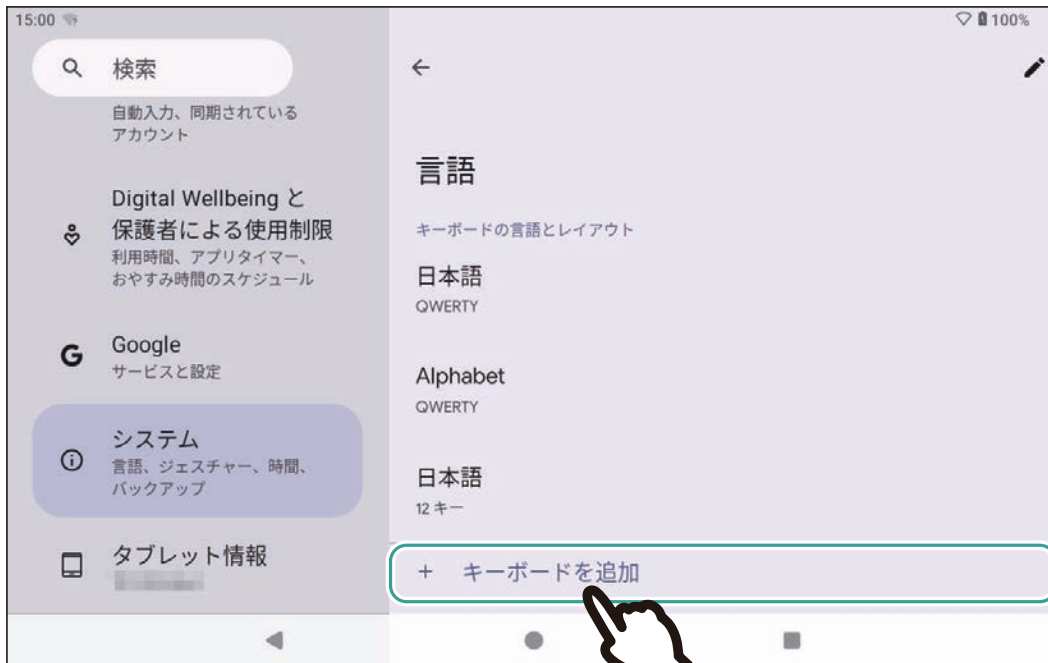 15:00
100%
検索
自動入力、同期されている
アカウント
Digital Wellbeing と
保護者による使用制限
利用時間、アプリタイマー、
おやすみ時間のスケジュール
Google
サービスと設定
システム
言語、ジェスチャー、時間、
バックアップ
タブレット情報
言語
キーボードの言語とレイアウト
日本語
QWERTY
Alphabet
QWERTY
日本語
12 キー
+ キーボードを追加